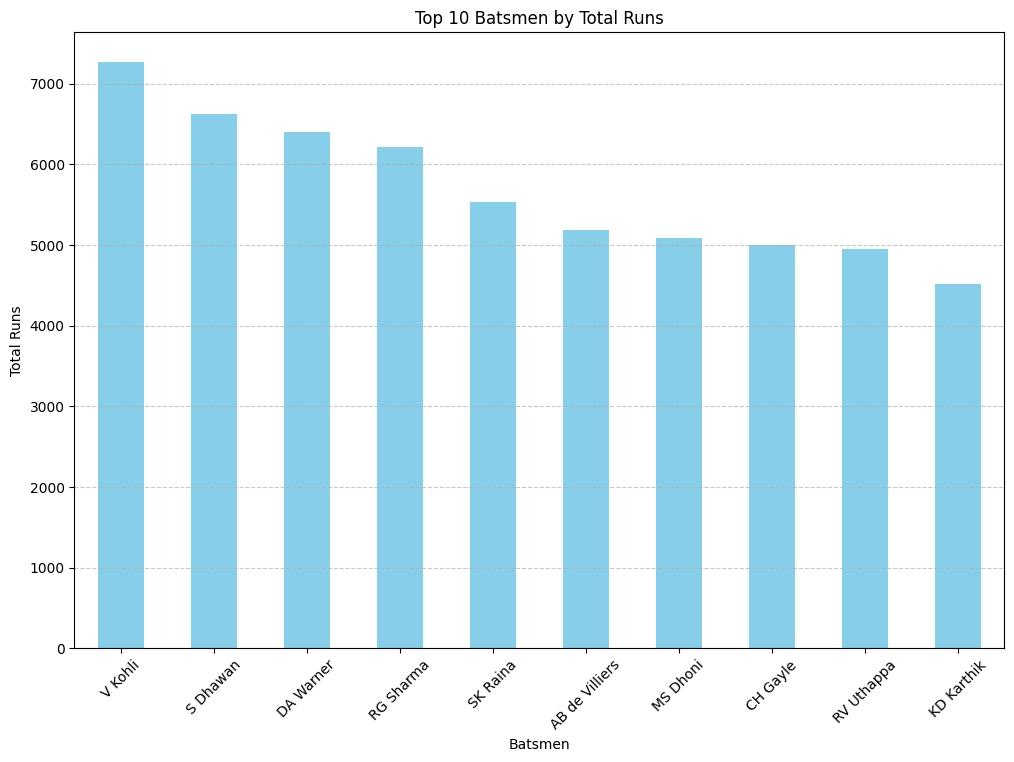 Top 10 Batsmen by Total Runs
Total Runs
7000
6000
5000
4000
3000
2000
1000
0
V Kohli
S Dhawan
DA Warner
RG Sharma
SK Raina
AB de Villiers
MS Dhoni
CH Gayle
RV Uthappa
KD Karthik
Batsmen